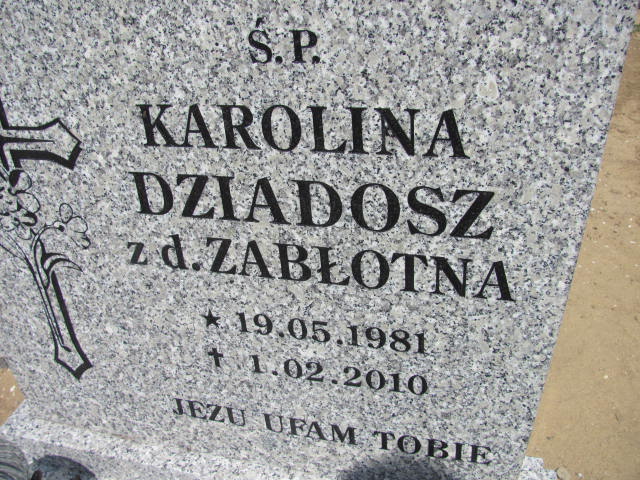 Ś.P.
KAROLINA
DZIADOSZ
z d. ZABŁOTNA
★ 19.05.1981
✝ 1.02.2010
JEZU UFAM TOBIE